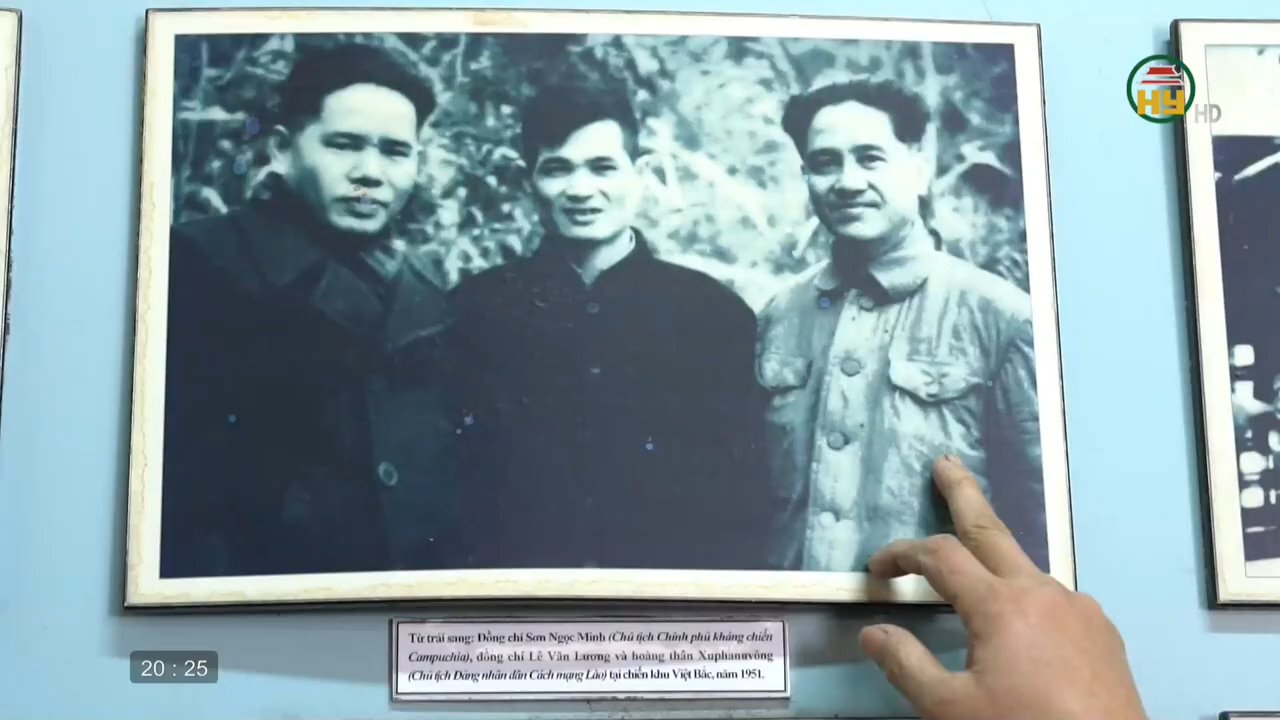 HY HD
Từ trái sang: Đồng chí Sơn Ngọc Minh (Chủ tịch Chính phủ kháng chiến
Campuchia), đồng chí Lê Văn Lương và hoàng thân Xuphanuvông
(Chủ tịch Đảng nhân dân Cách mạng Lào) tại chiến khu Việt Bắc, năm 1951.
20 : 25